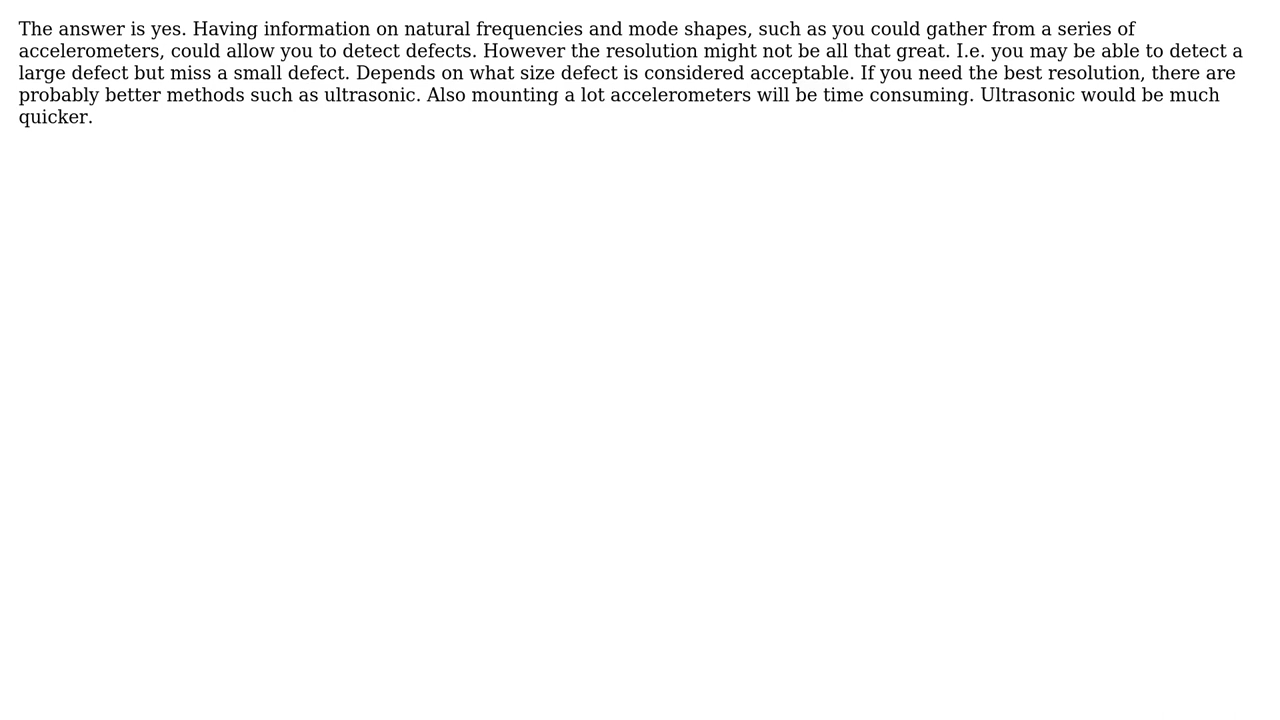 The answer is yes. Having information on natural frequencies and mode shapes, such as you could gather from a series of
accelerometers, could allow you to detect defects. However the resolution might not be all that great. I.e. you may be able to detect a
large defect but miss a small defect. Depends on what size defect is considered acceptable. If you need the best resolution, there are
probably better methods such as ultrasonic. Also mounting a lot accelerometers will be time consuming. Ultrasonic would be much
quicker.